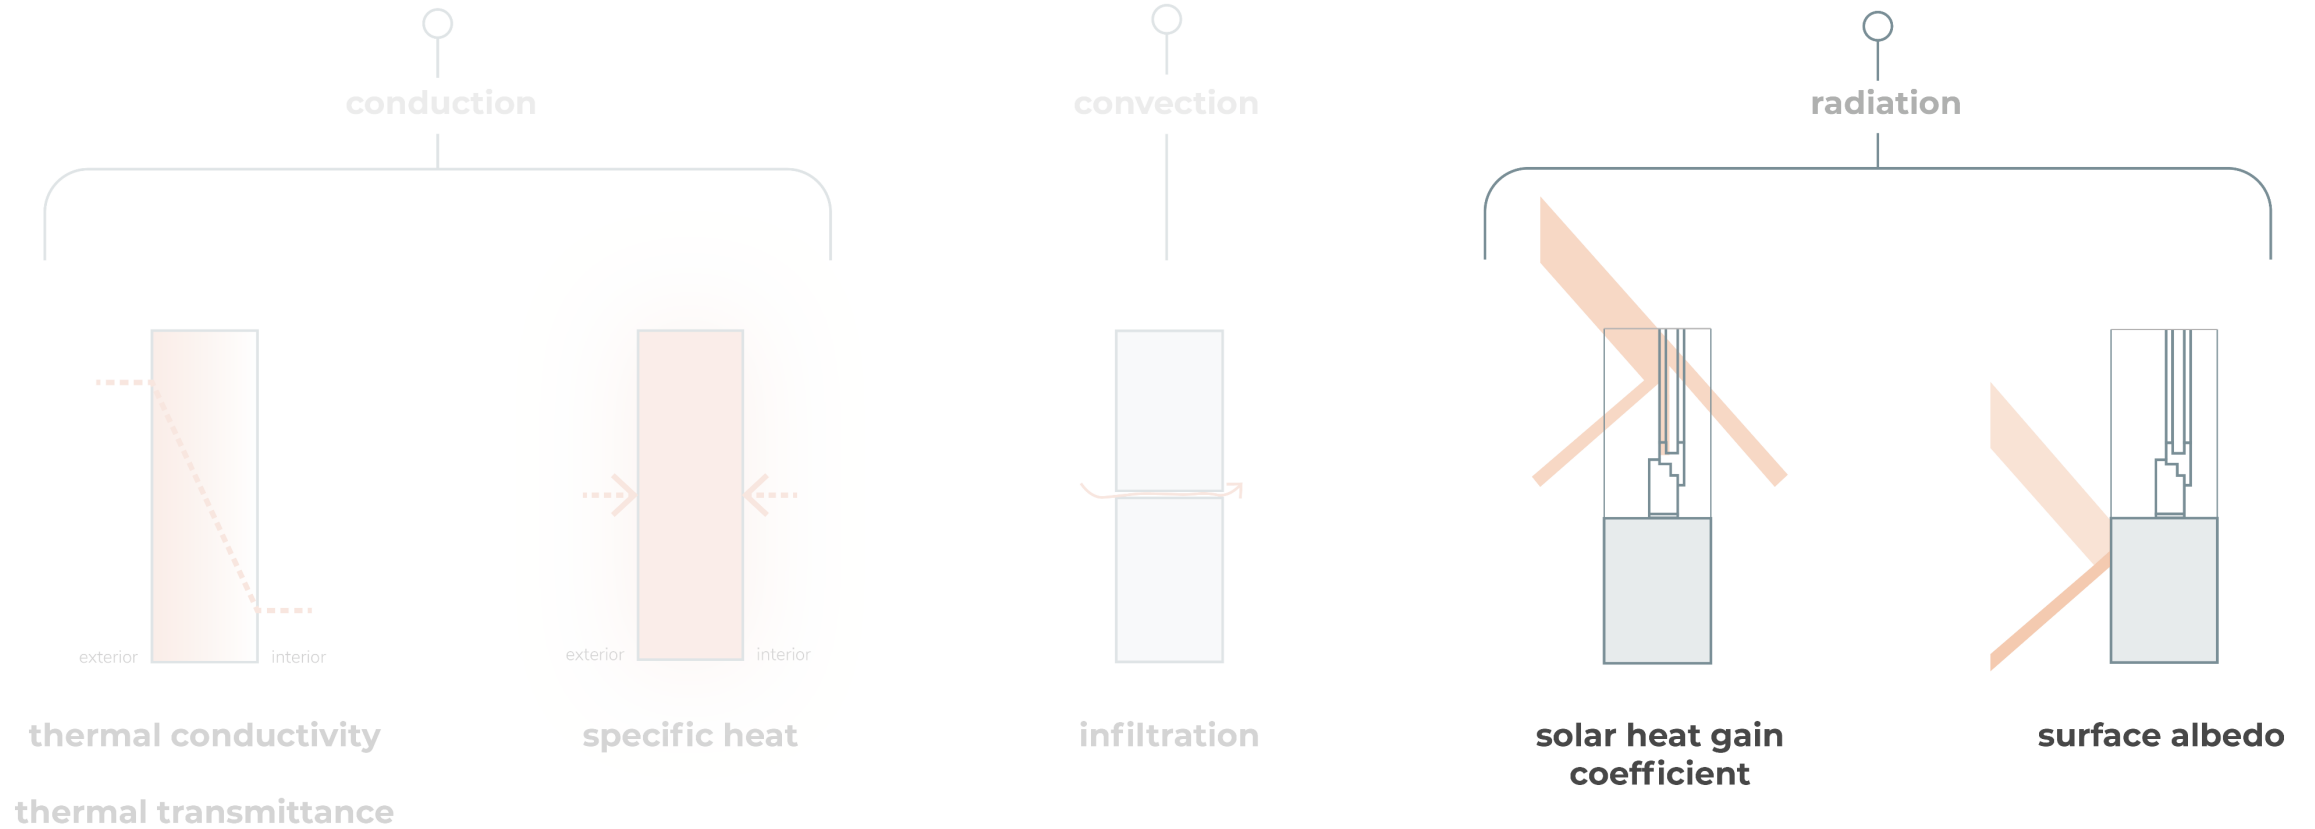 conduction
convection
radiation
exterior
interior
exterior
interior
thermal conductivity
specific heat
infiltration
solar heat gain
coefficient
surface albedo
thermal transmittance